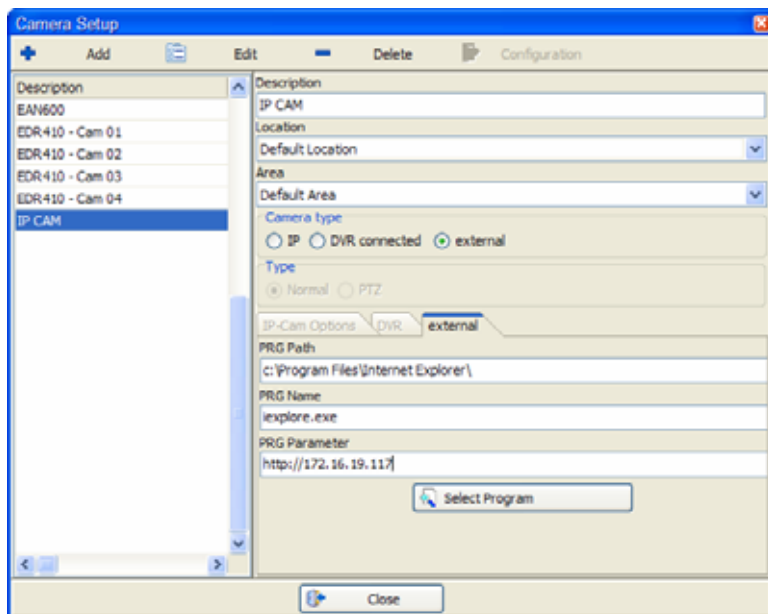 Camera Setup
Add Edit Delete Configuration
Description
EAN600
EDR410 - Cam 01
EDR410 - Cam 02
EDR410 - Cam 03
EDR410 - Cam 04
IP CAM
Description
IP CAM
Location
Default Location
Area
Default Area
Camera type
IP DVR connected external
Type
Normal PTZ
IP-Cam Options DVR external
PRG Path
c:\Program Files\Internet Explorer\
PRG Name
iexplore.exe
PRG Parameter
http://172.16.19.117
Select Program
Close